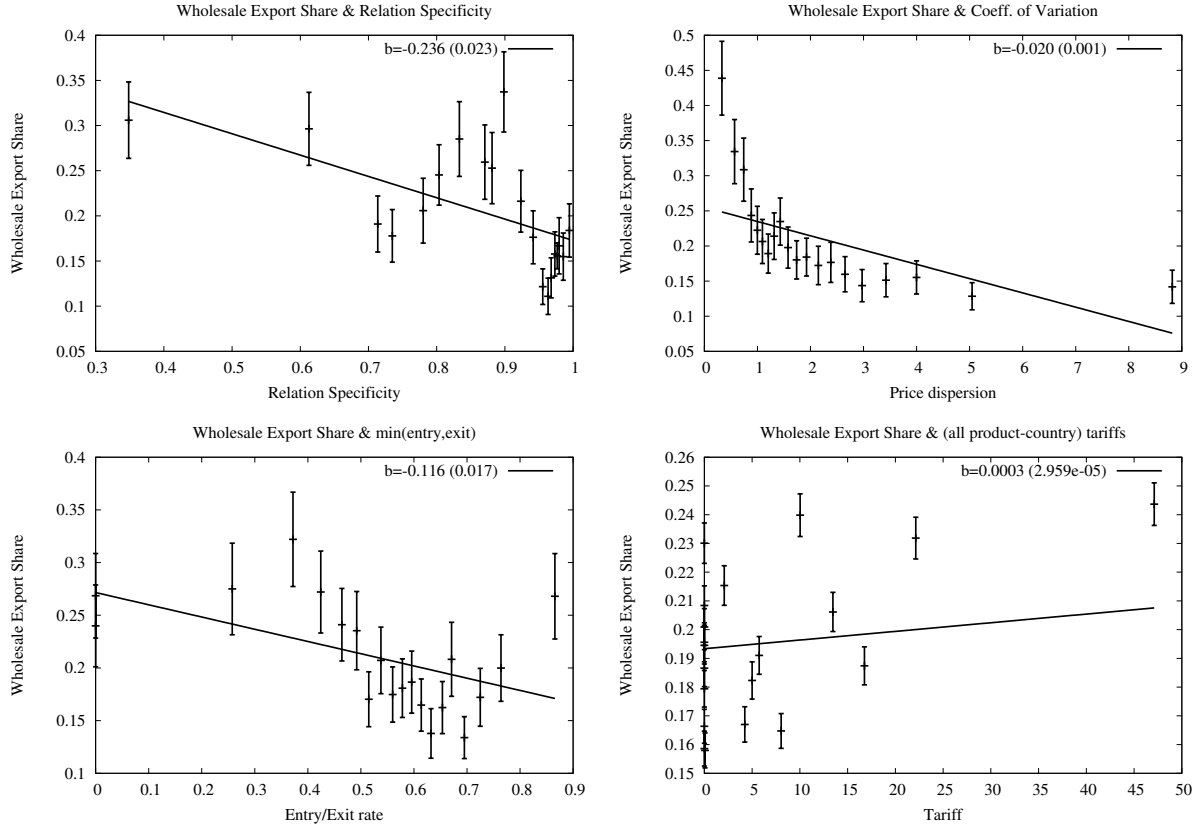 Wholesale Export Share & Relation Specificity
b=-0.236 (0.023)
Wholesale Export Share
0.4
0.35
0.3
0.25
0.2
0.15
0.1
0.05
0.3 0.4 0.5 0.6 0.7 0.8 0.9 1
Relation Specificity
Wholesale Export Share & Coeff. of Variation
b=-0.020 (0.001)
Wholesale Export Share
0.5
0.45
0.4
0.35
0.3
0.25
0.2
0.15
0.1
0.05
0 1 2 3 4 5 6 7 8 9
Price dispersion
Wholesale Export Share & min(entry,exit)
b=-0.116 (0.017)
Wholesale Export Share
0.4
0.35
0.3
0.25
0.2
0.15
0.1
0 0.1 0.2 0.3 0.4 0.5 0.6 0.7 0.8 0.9
Entry/Exit rate
Wholesale Export Share & (all product-country) tariffs
b=0.0003 (2.959e-05)
Wholesale Export Share
0.26
0.25
0.24
0.23
0.22
0.21
0.2
0.19
0.18
0.17
0.16
0.15
0 5 10 15 20 25 30 35 40 45 50
Tariff